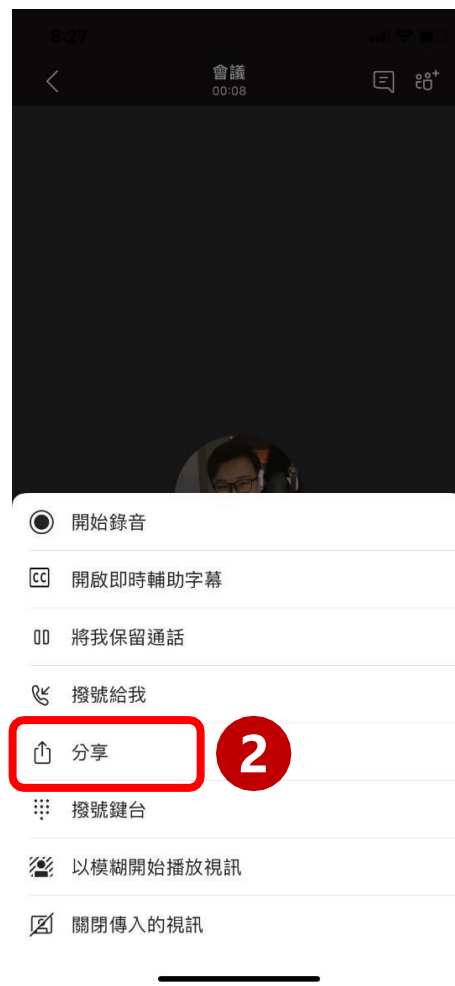 8:27
會議
00:08
開始錄音
CC 開啟即時輔助字幕
將我保留通話
撥號給我
分享 2
撥號鍵台
以模糊開始播放視訊
關閉傳入的視訊